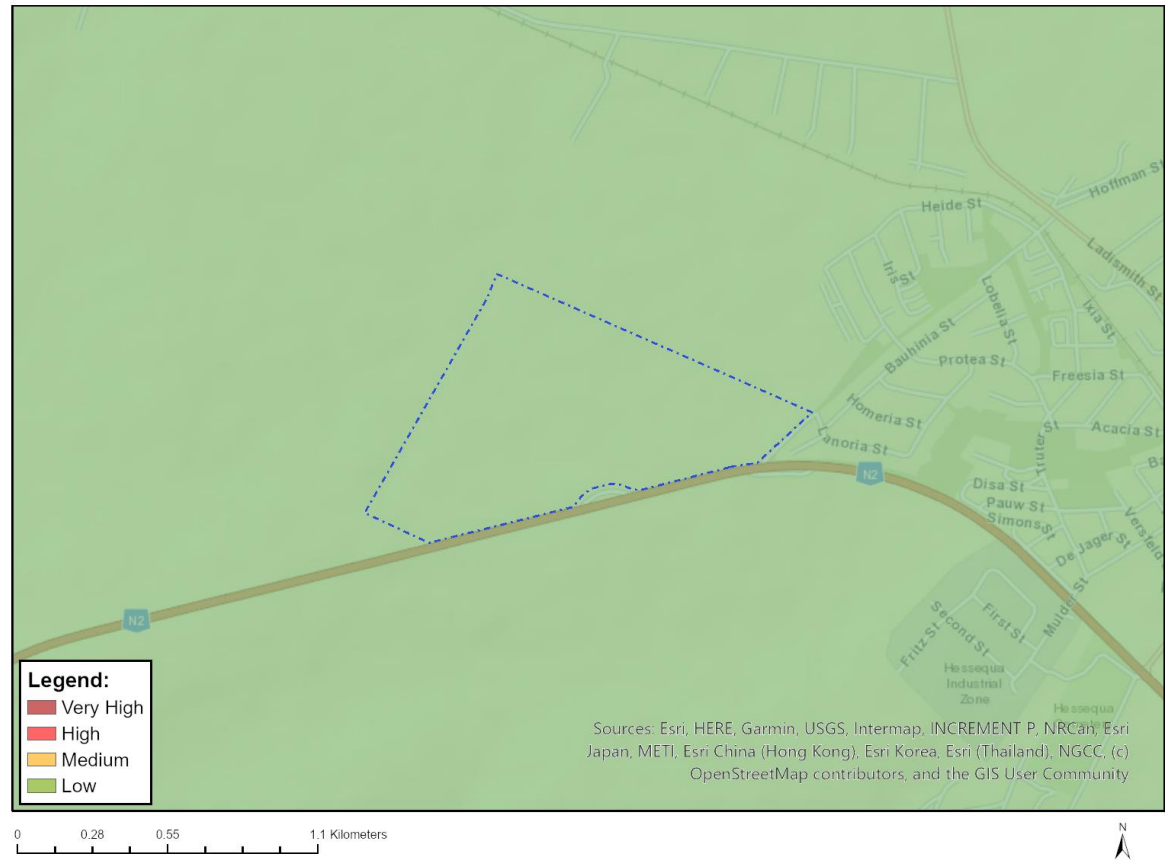 Hoffman St
Heide St
Ladismith St
Iris St
Lobelia St
Ixia St
Bauhinia St
Protea St
Freesia St
Homeria St
Acacia St
Lanoria St
Truter St
N2
Ba
Disa St
Pauw St
Simons St
Versfeld
De Jager St
Mulder St
First St
Second St
Fritz St
N2
Hessequa
Industrial
Zone
Hessequa
Legend:
Very High
High
Medium
Low
Sources: Esri, HERE, Garmin, USGS, Intermap, INCREMENT P, NRCan, Esri
Japan, METI, Esri China (Hong Kong), Esri Korea, Esri (Thailand), NGCC, (c)
OpenStreetMap contributors, and the GIS User Community
0 0.28 0.55 1.1 Kilometers
N